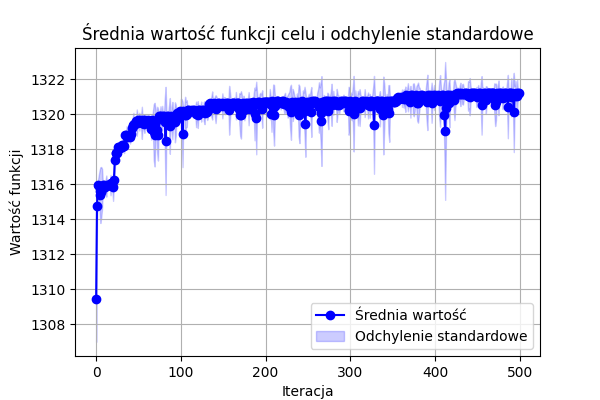 Średnia wartość funkcji celu i odchylenie standardowe
Wartość funkcji
1322
1320
1318
1316
1314
1312
1310
1308
0 100 200 300 400 500
Iteracja
Średnia wartość
Odchylenie standardowe